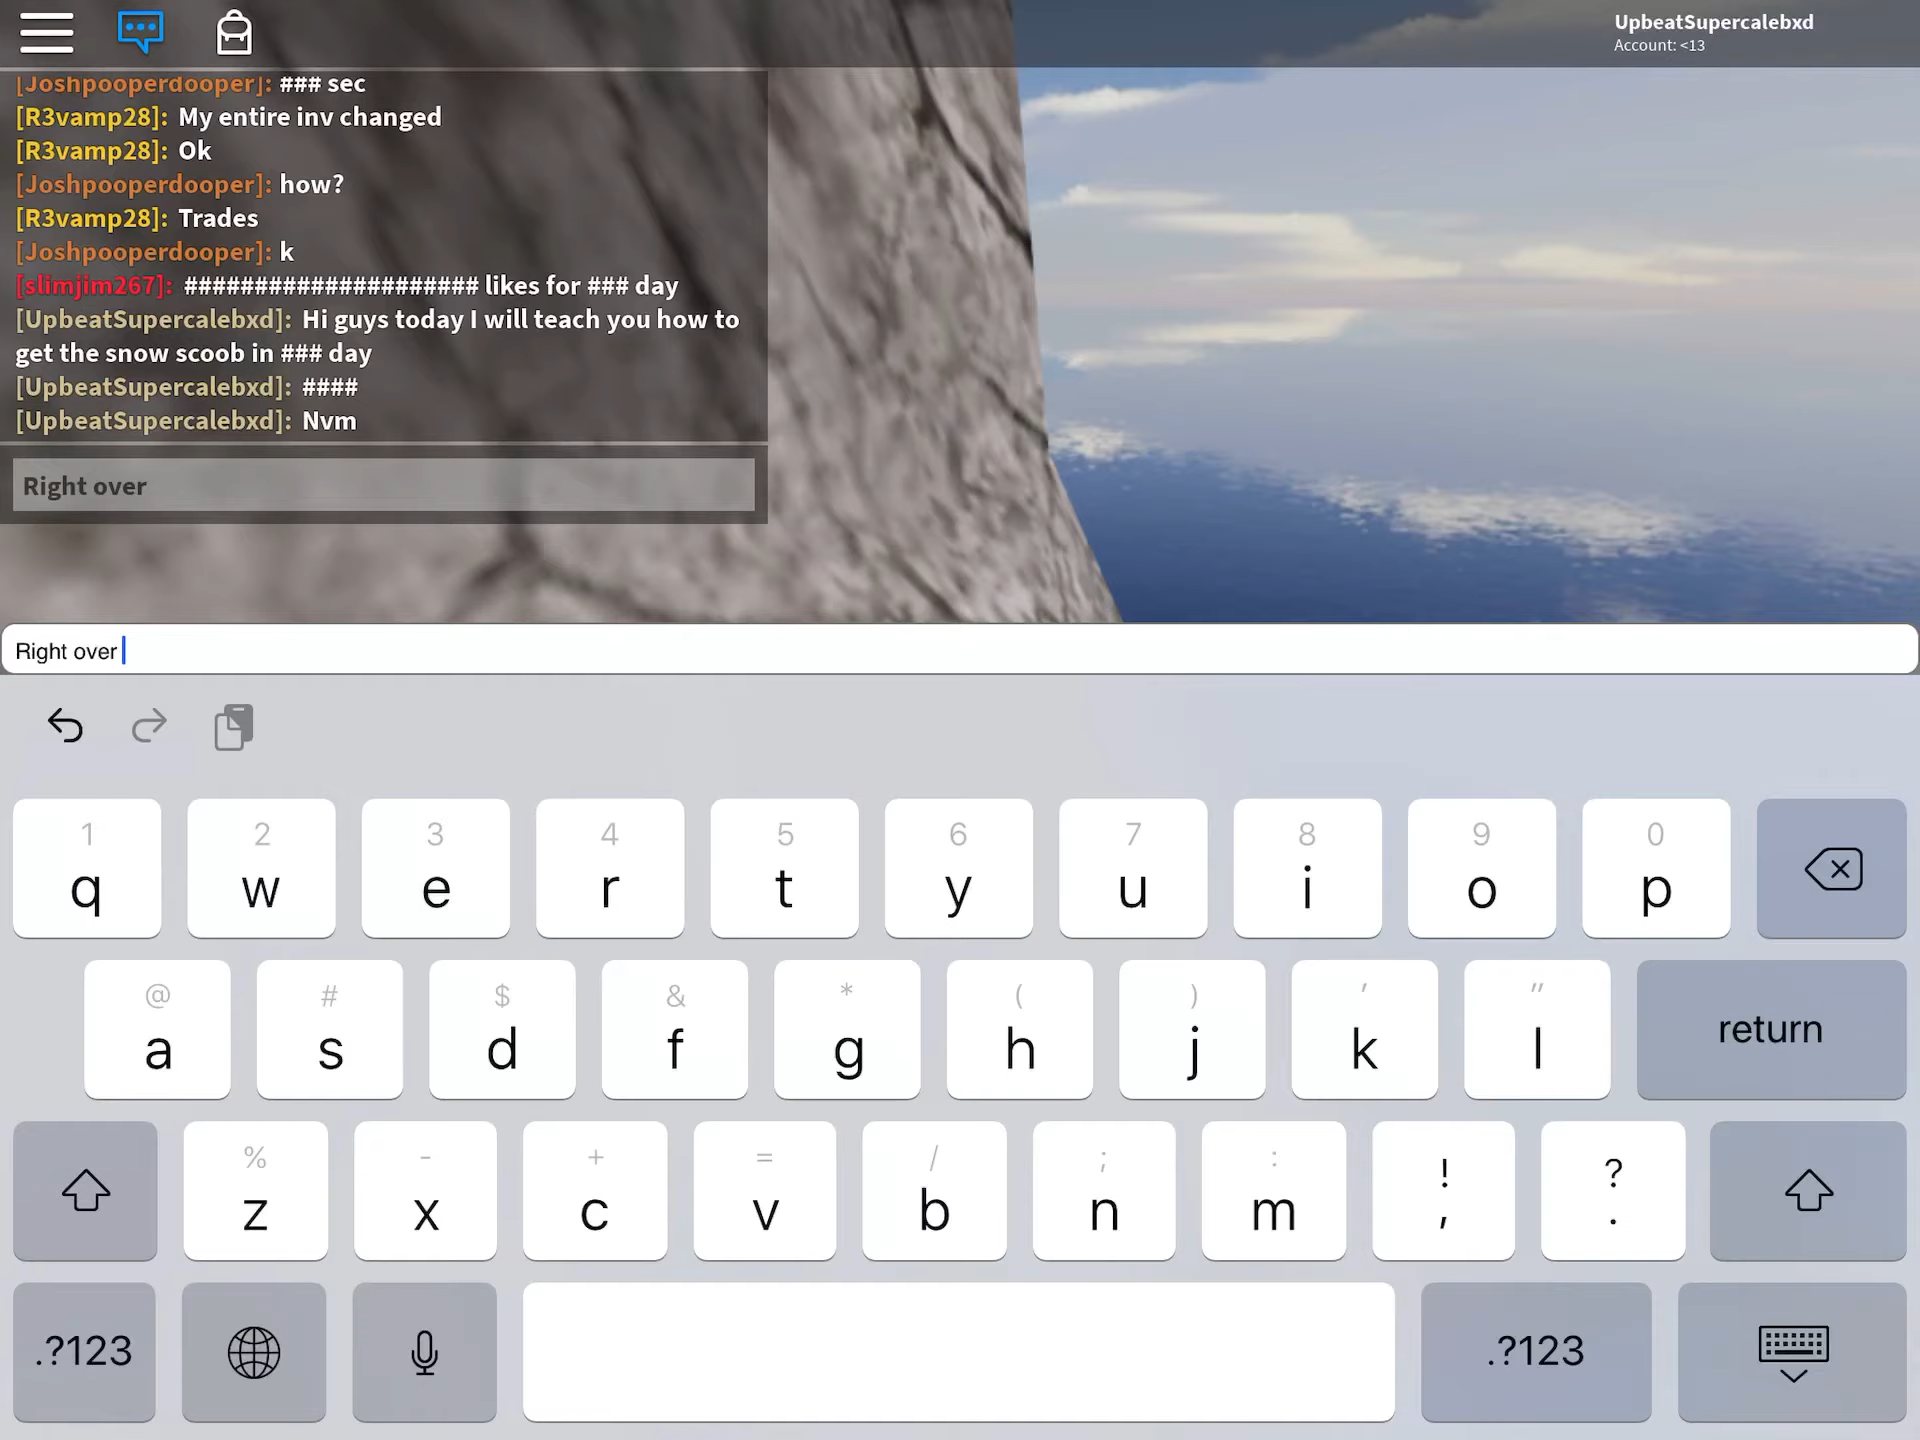 UpbeatSupercalebxd
Account: <13
[Joshpooperdooper]: ### sec
[R3vamp28]: My entire inv changed
[R3vamp28]: Ok
[Joshpooperdooper]: how?
[R3vamp28]: Trades
[Joshpooperdooper]: k
[slimjim267]: ##################### likes for ### day
[UpbeatSupercalebxd]: Hi guys today I will teach you how to
get the snow scoob in ### day
[UpbeatSupercalebxd]: ####
[UpbeatSupercalebxd]: Nvm
Right over
Right over
1 2 3 4 5 6 7 8 9 0
q w e r t y u i o p
@ # $ & * ( ) ' "
a s d f g h j k l return
% - + = / ; : ! ?
z x c v b n m , .
.?123 .?123